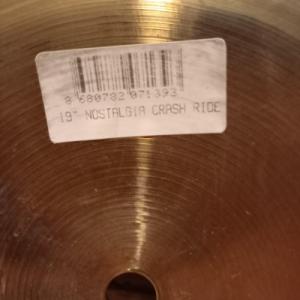 8 680782 071393
19" NOSTALGIA CRASH RIDE